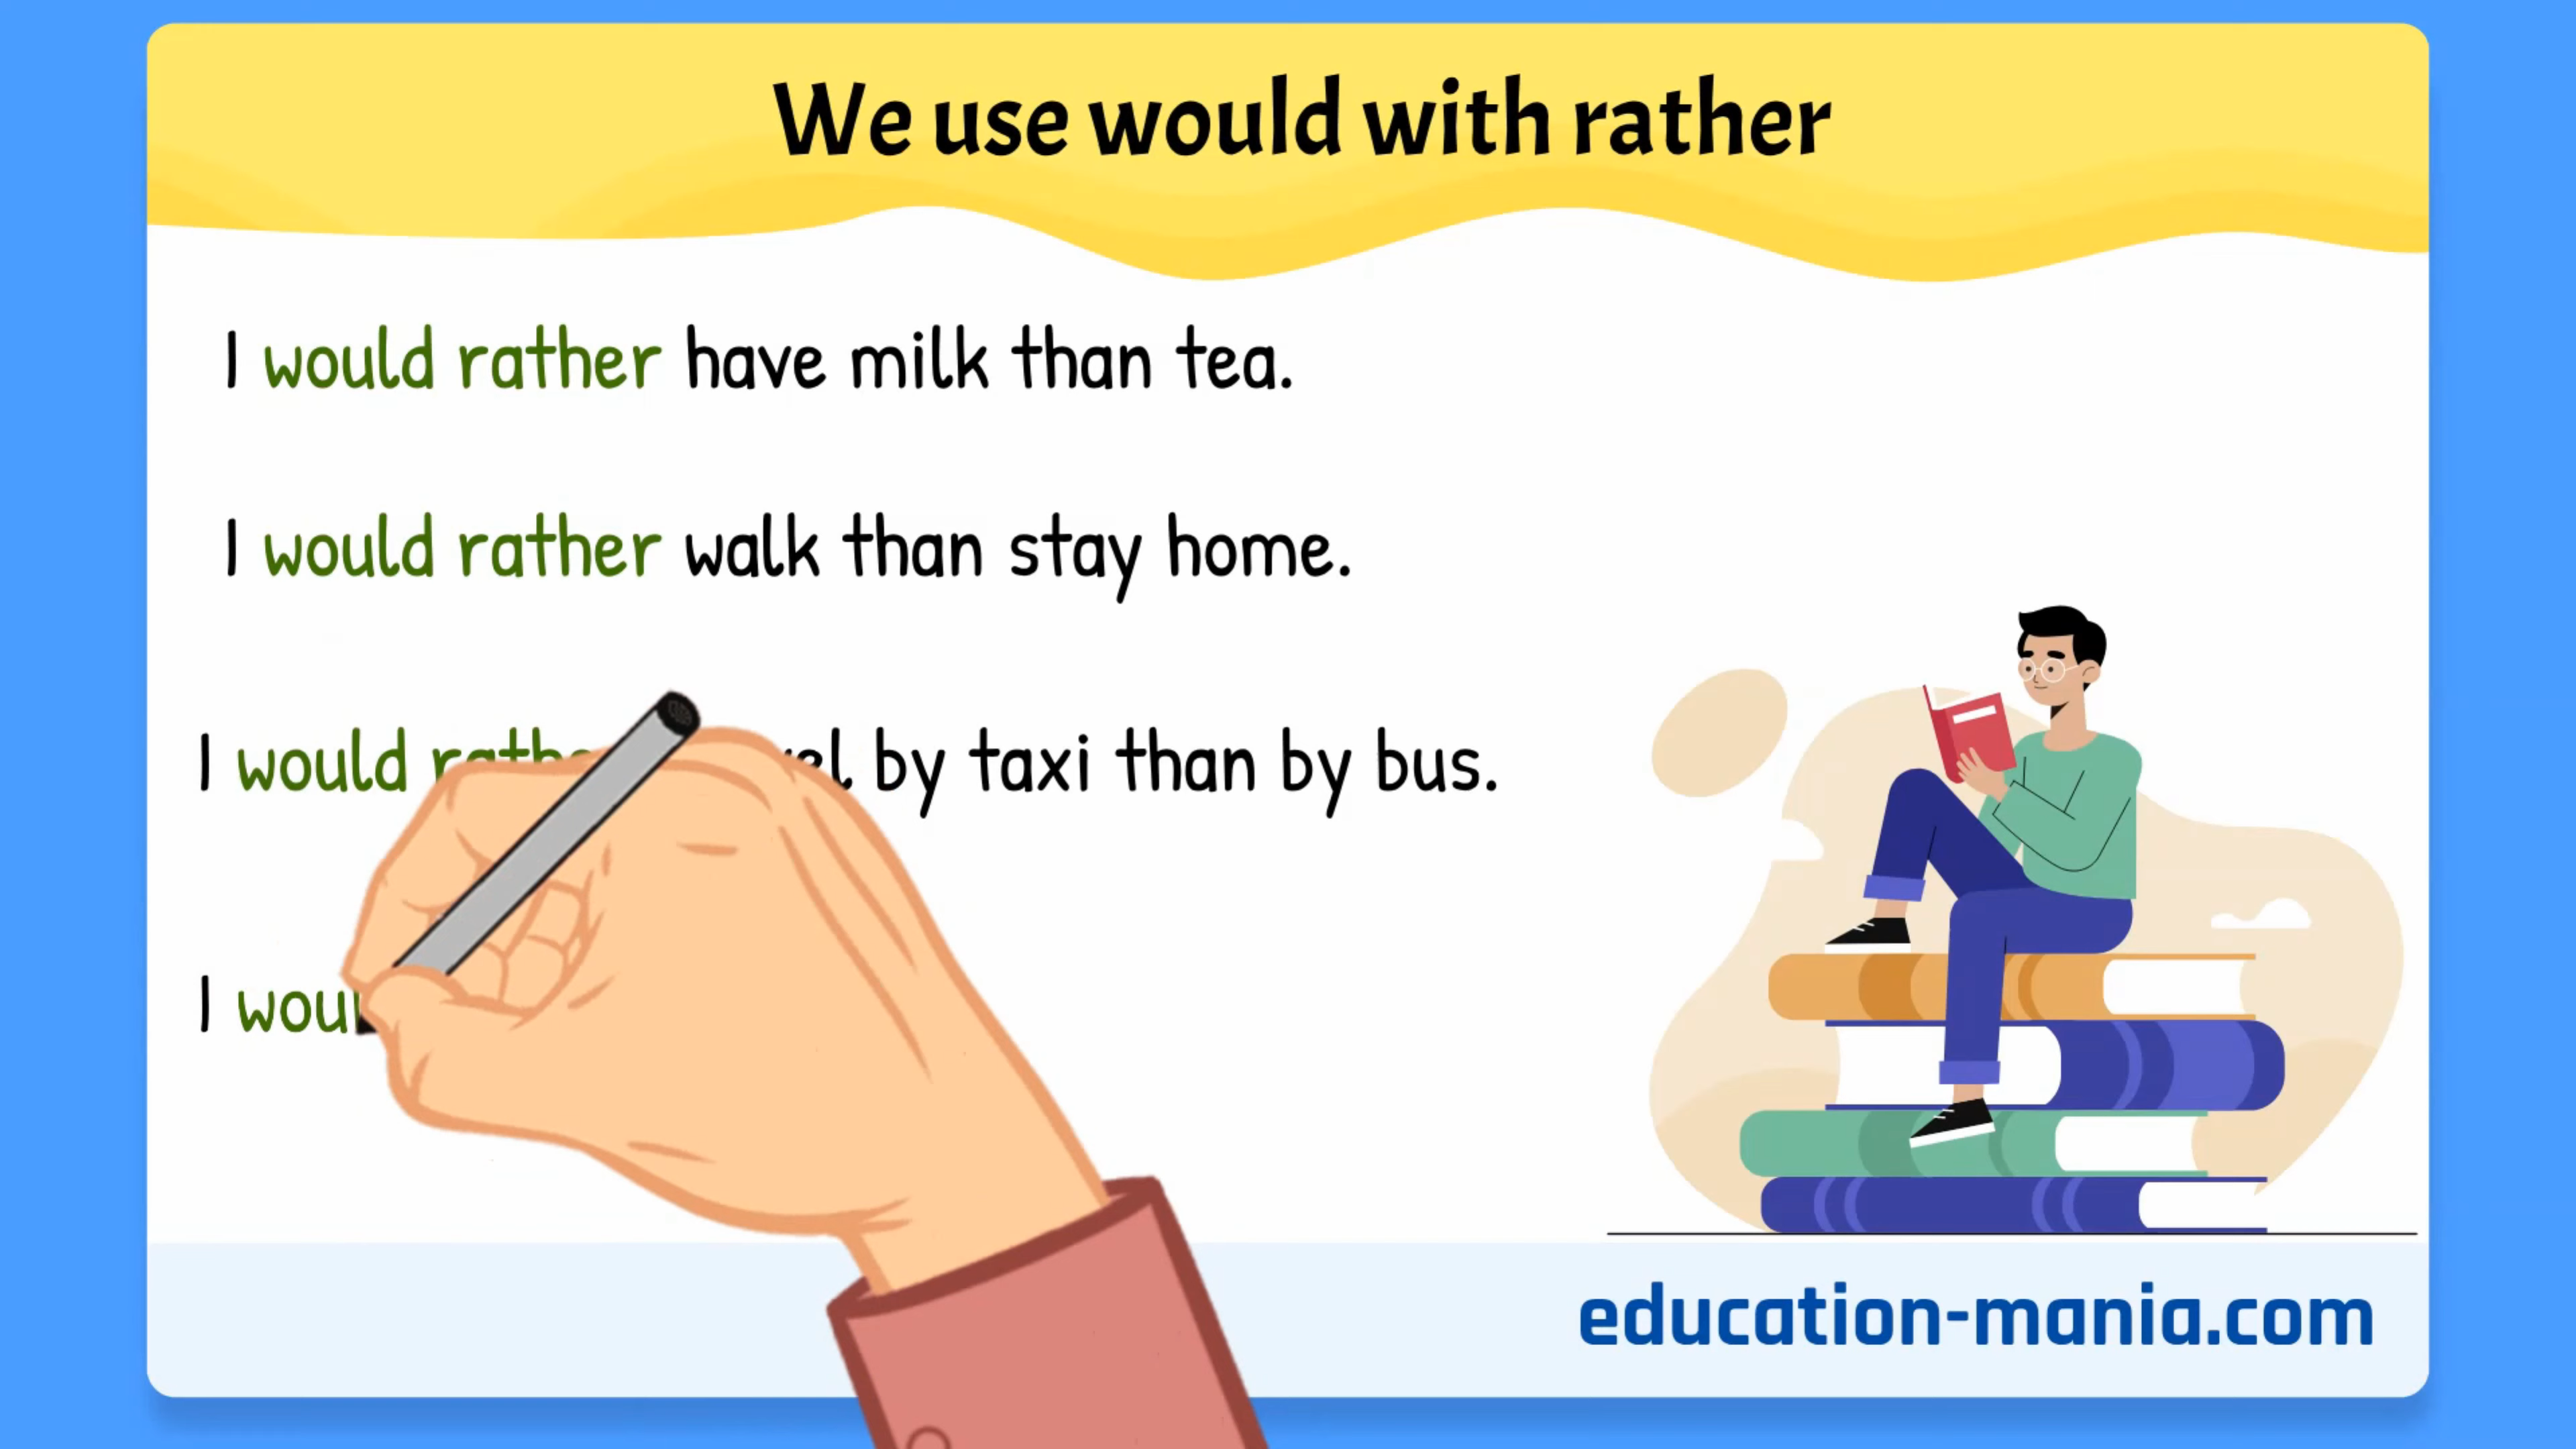 We use would with rather
I would rather have milk than tea.
I would rather walk than stay home.
I would by taxi than by bus.
I
education-mania.com